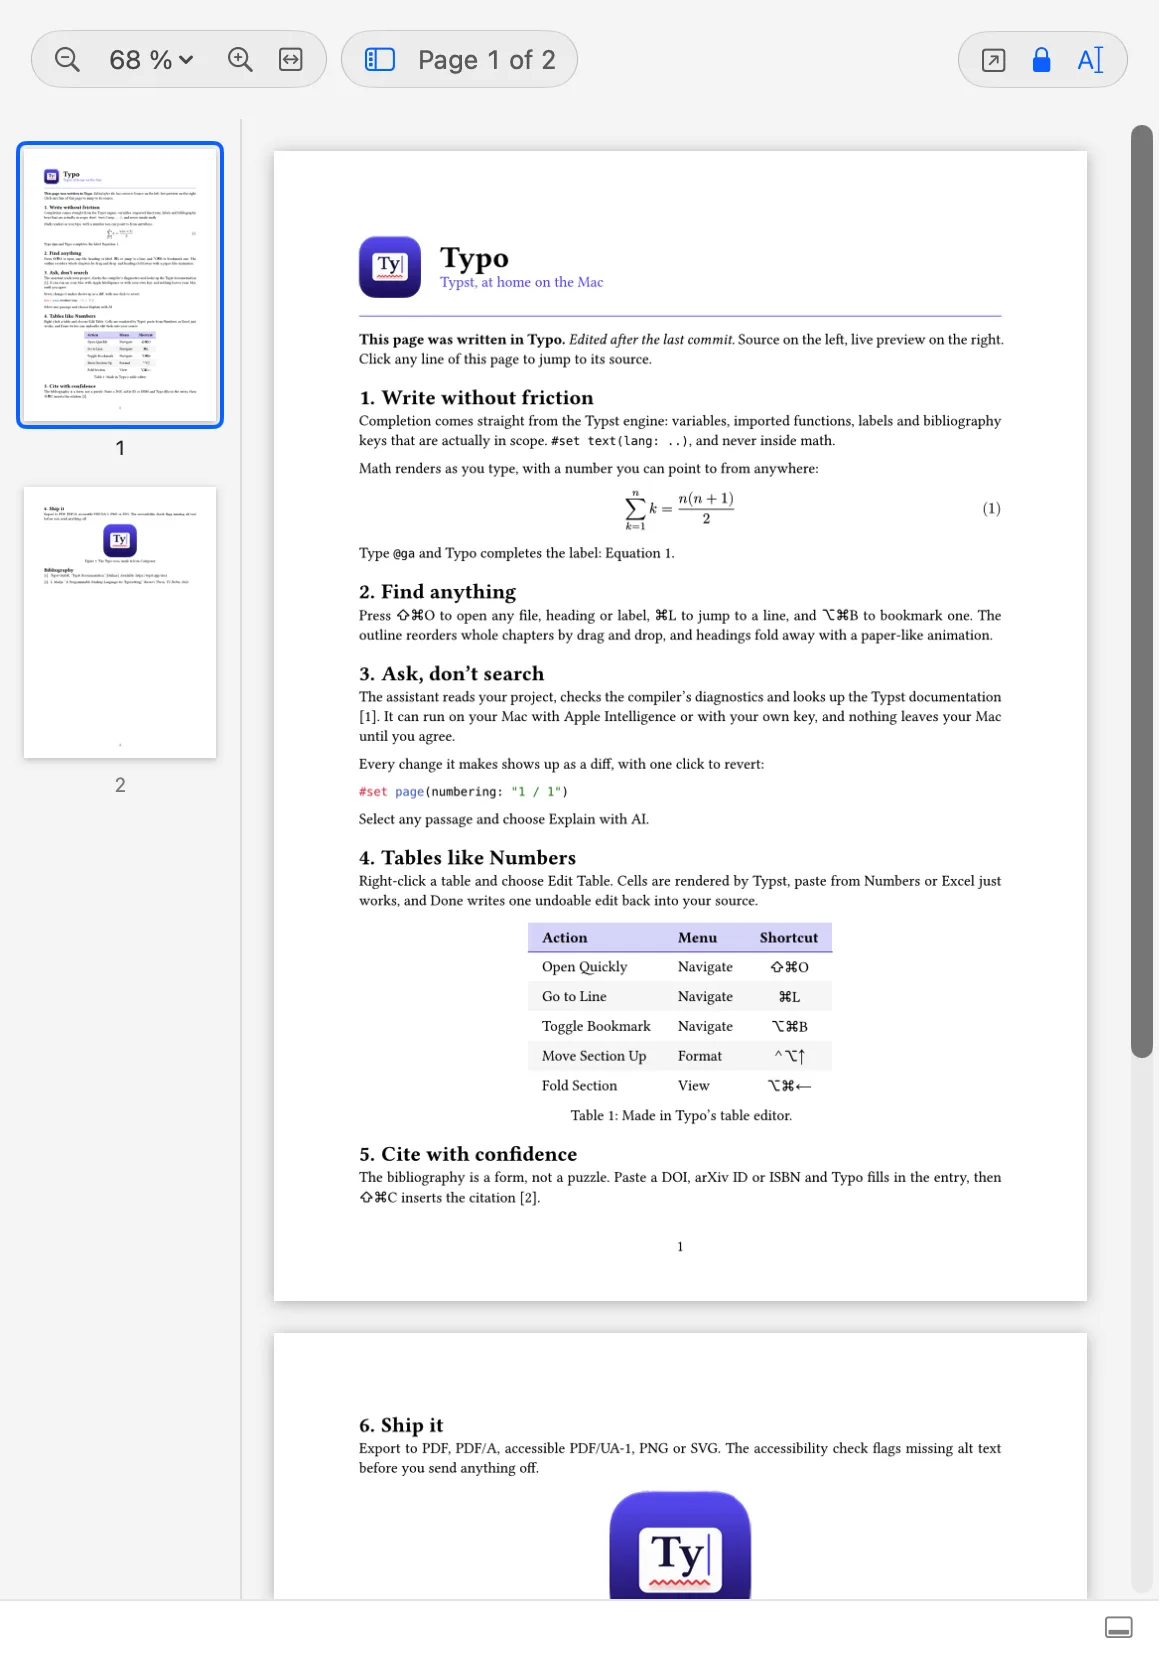 68 %
Page 1 of 2
1
2
Ty
Typo
Typst, at home on the Mac
This page was written in Typo. Edited after the last commit. Source on the left, live preview on the right.
Click any line of this page to jump to its source.
1. Write without friction
Completion comes straight from the Typst engine: variables, imported functions, labels and bibliography
keys that are actually in scope. #set text(lang: ..), and never inside math.
Math renders as you type, with a number you can point to from anywhere:
∑_{k=1}^{n} k = n(n + 1)/2 (1)
Type @ga and Typo completes the label: Equation 1.
2. Find anything
Press ⇧⌘O to open any file, heading or label, ⌘L to jump to a line, and ⌥⌘B to bookmark one. The
outline reorders whole chapters by drag and drop, and headings fold away with a paper-like animation.
3. Ask, don’t search
The assistant reads your project, checks the compiler’s diagnostics and looks up the Typst documentation
[1]. It can run on your Mac with Apple Intelligence or with your own key, and nothing leaves your Mac
until you agree.
Every change it makes shows up as a diff, with one click to revert:
#set page(numbering: "1 / 1")
Select any passage and choose Explain with AI.
4. Tables like Numbers
Right-click a table and choose Edit Table. Cells are rendered by Typst, paste from Numbers or Excel just
works, and Done writes one undoable edit back into your source.
Action Menu Shortcut
Open Quickly Navigate ⇧⌘O
Go to Line Navigate ⌘L
Toggle Bookmark Navigate ⌥⌘B
Move Section Up Format ^⌥↑
Fold Section View ⌥⌘←
Table 1: Made in Typo’s table editor.
5. Cite with confidence
The bibliography is a form, not a puzzle. Paste a DOI, arXiv ID or ISBN and Typo fills in the entry, then
⇧⌘C inserts the citation [2].
1
6. Ship it
Export to PDF, PDF/A, accessible PDF/UA-1, PNG or SVG. The accessibility check flags missing alt text
before you send anything off.
Ty